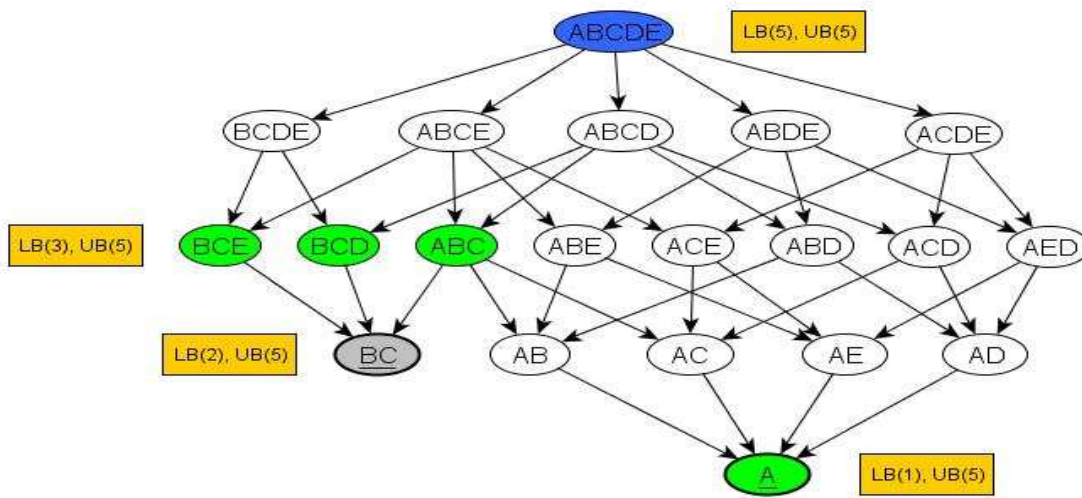 ABCDE
LB(5), UB(5)
BCDE
ABCE
ABCD
ABDE
ACDE
LB(3), UB(5)
BCE
BCD
ABC
ABE
ACE
ABD
ACD
AED
LB(2), UB(5)
BC
AB
AC
AE
AD
A
LB(1), UB(5)